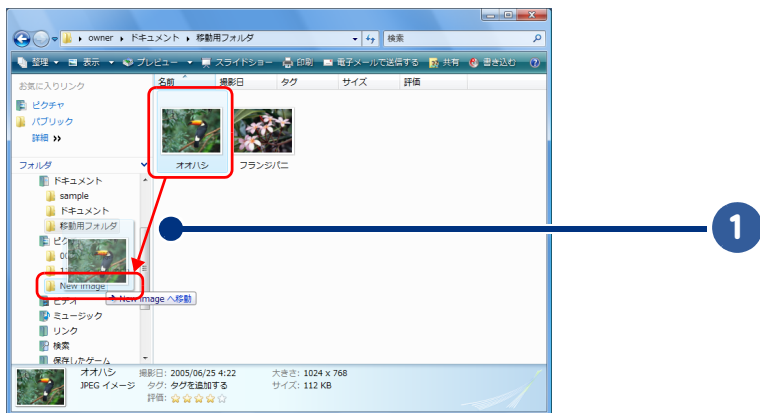 owner ▸ ドキュメント ▸ 移動用フォルダ
検索
整理 表示 プレビュー スライドショー 印刷 電子メールで送信する 共有 書き込む
お気に入りリンク
名前 撮影日 タグ サイズ 評価
ピクチャ
パブリック
詳細 »
フォルダ
オオハシ フランジパニ
ドキュメント
sample
ドキュメント
移動用フォルダ
1
New Image
New Image へ移動
ビデオ
ミュージック
リンク
検索
保存したゲーム
オオハシ 撮影日: 2005/06/25 4:22 大きさ: 1024 x 768
JPEG イメージ タグ: タグを追加する サイズ: 112 KB
評価: